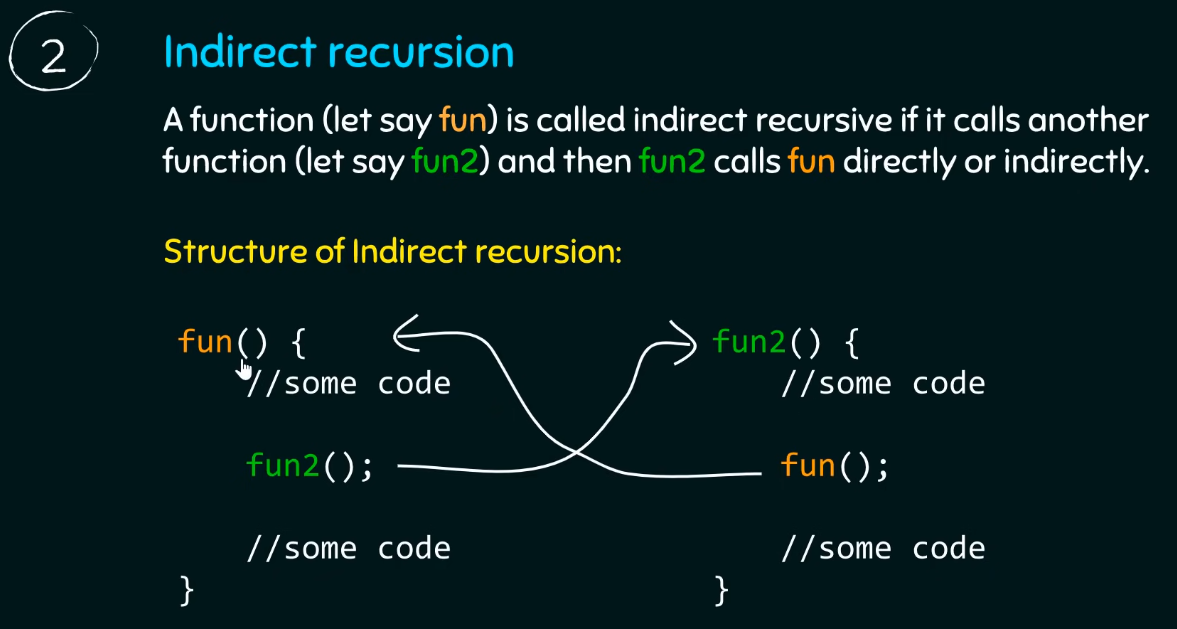 2
Indirect recursion
A function (let say fun) is called indirect recursive if it calls another
function (let say fun2) and then fun2 calls fun directly or indirectly.
Structure of Indirect recursion:
fun() {
//some code
fun2();
//some code
}
fun2() {
//some code
fun();
//some code
}